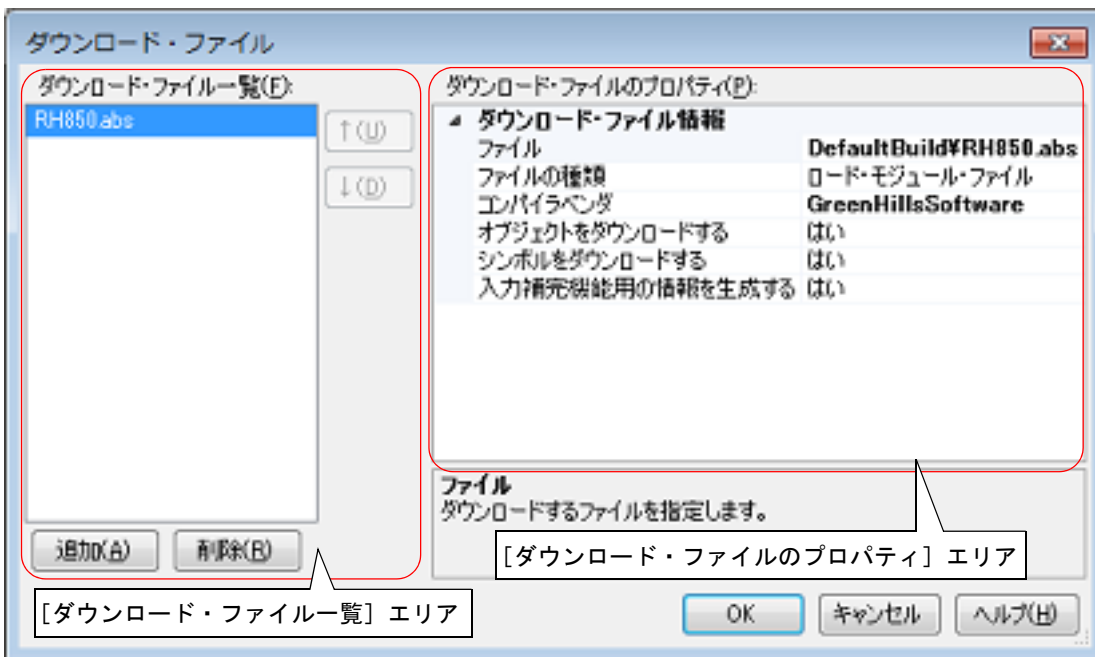 ダウンロード・ファイル
ダウンロード・ファイル一覧(F):
RH850.abs
↑(U)
↓(D)
追加(A)
削除(R)
[ダウンロード・ファイル一覧] エリア
ダウンロード・ファイルのプロパティ(P):
ダウンロード・ファイル情報
ファイル DefaultBuild¥RH850.abs
ファイルの種類 ロード・モジュール・ファイル
コンパイラベンダ GreenHillsSoftware
オブジェクトをダウンロードする はい
シンボルをダウンロードする はい
入力補完機能用の情報を生成する はい
ファイル
ダウンロードするファイルを指定します。
[ダウンロード・ファイルのプロパティ] エリア
OK
キャンセル
ヘルプ(H)